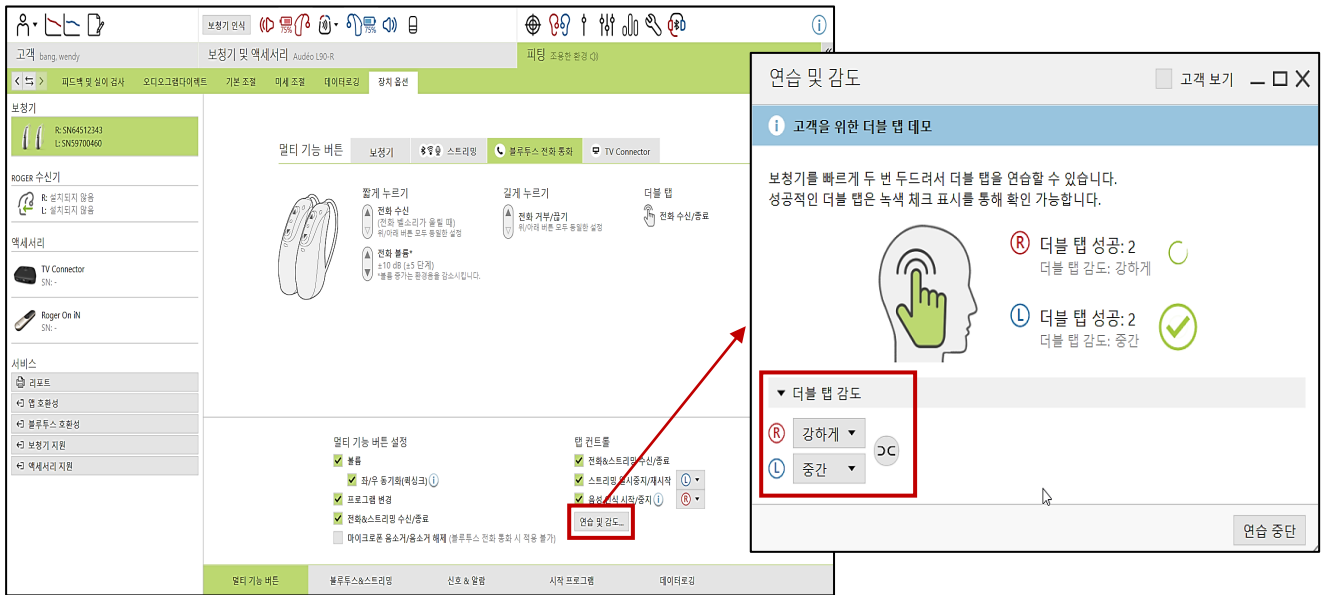 보청기 인식
75%
75%
고객 bang, wendy
보청기 및 액세서리 Audéo L90-R
피팅 조용한 환경
피드백 및 실이 검사
오디오그램다이렉트
기본 조절
미세 조절
데이터로깅
장치 옵션
보청기
R: SN64512343
L: SN59700460
ROGER 수신기
R: 설치되지 않음
L: 설치되지 않음
액세서리
TV Connector
SN: -
Roger On iN
SN: -
서비스
리포트
앱 호환성
블루투스 호환성
보청기 지원
액세서리 지원
멀티 기능 버튼
보청기
스트리밍
블루투스 전화 통화
TV Connector
짧게 누르기
전화 수신
(전화 벨소리가 울릴 때)
위/아래 버튼 모두 동일한 설정
전화 볼륨*
±10 dB (±5 단계)
*볼륨 증가는 환경음을 감소시킵니다.
길게 누르기
전화 거부/끊기
위/아래 버튼 모두 동일한 설정
더블 탭
전화 수신/종료
멀티 기능 버튼 설정
볼륨
좌/우 동기화(퀵싱크)
프로그램 변경
전화&스트리밍 수신/종료
마이크로폰 음소거/음소거 해제 (블루투스 전화 통화 시 적용 불가)
탭 컨트롤
전화&스트리밍 수신/종료
스트리밍 일시중지/재시작
L
음성 인식 시작/중지
R
연습 및 감도...
멀티 기능 버튼
블루투스&스트리밍
신호 & 알람
시작 프로그램
데이터로깅
연습 및 감도
고객 보기
고객을 위한 더블 탭 데모
보청기를 빠르게 두 번 두드려서 더블 탭을 연습할 수 있습니다.
성공적인 더블 탭은 녹색 체크 표시를 통해 확인 가능합니다.
R 더블 탭 성공: 2
더블 탭 감도: 강하게
L 더블 탭 성공: 2
더블 탭 감도: 중간
더블 탭 감도
R 강하게
L 중간
연습 중단